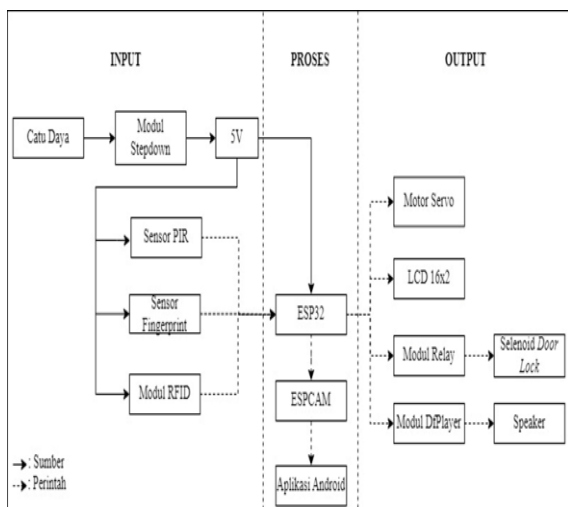 INPUT
PROSES
OUTPUT
Catu Daya
Modul
Stepdown
5V
Sensor PIR
Sensor
Fingerprint
Modul RFID
ESP32
ESPCAM
Aplikasi Android
Motor Servo
LCD 16x2
Modul Relay
Selenoid Door
Lock
Modul DfPlayer
Speaker
: Sumber
: Perintah